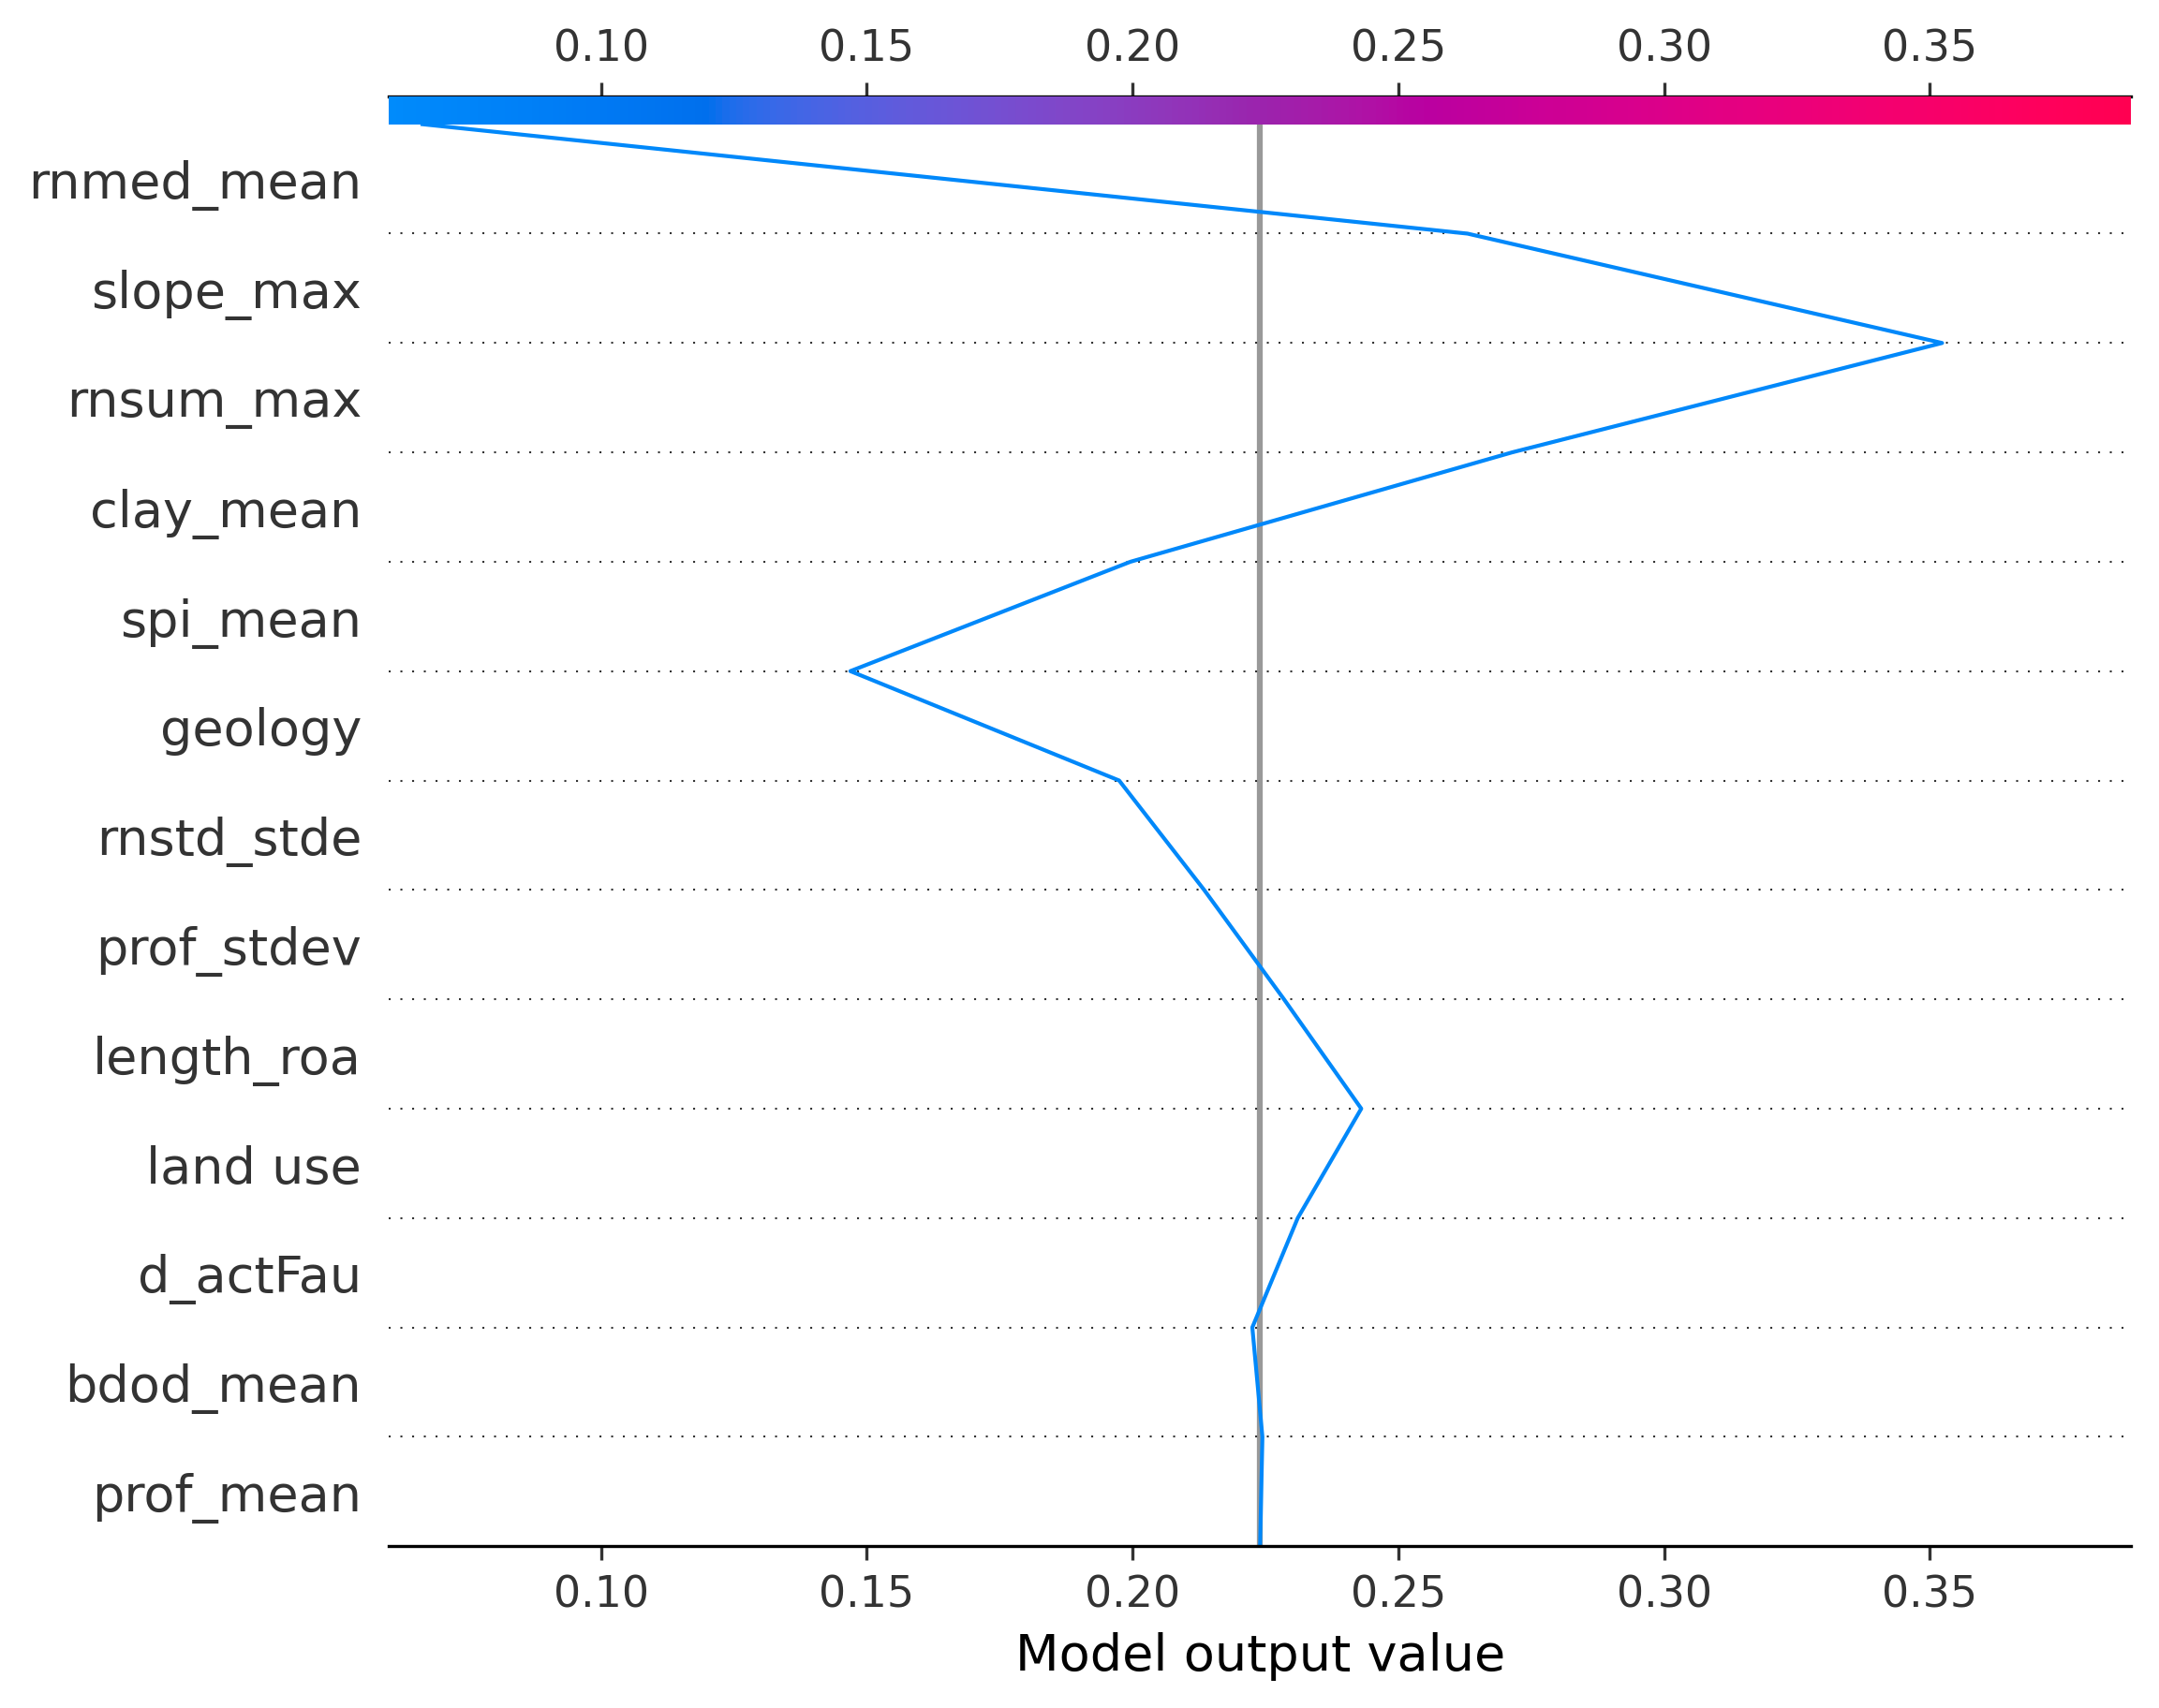 0.10 0.15 0.20 0.25 0.30 0.35
rnmed_mean
slope_max
rnsum_max
clay_mean
spi_mean
geology
rnstd_stde
prof_stdev
length_roa
land use
d_actFau
bdod_mean
prof_mean
0.10 0.15 0.20 0.25 0.30 0.35
Model output value